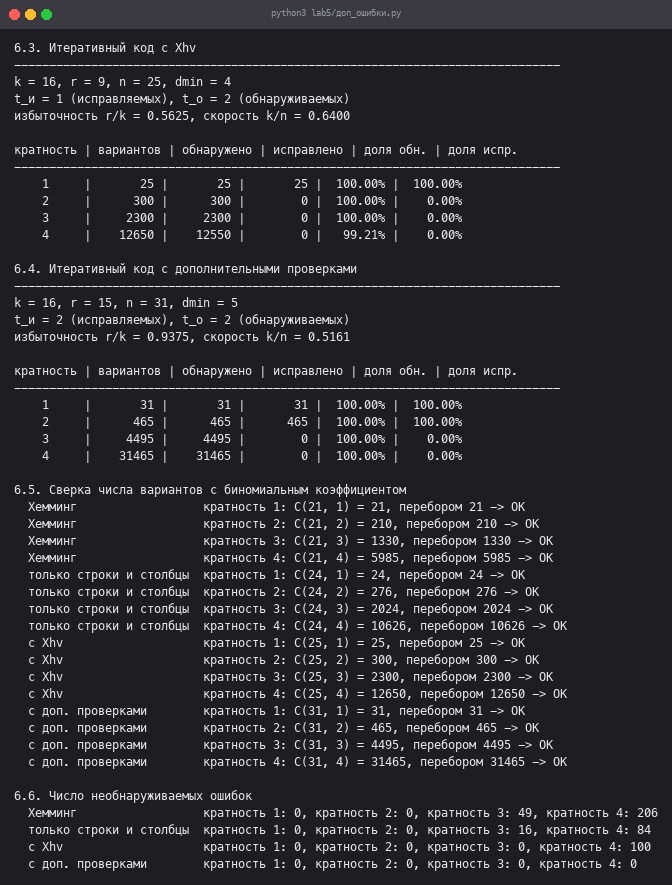 python3 lab5/доп_ошибки.py
6.3. Итеративный код с Xhv
──────────────────────────────────────────────────────────────────────────────
k = 16, r = 9, n = 25, dmin = 4
t_и = 1 (исправляемых), t_о = 2 (обнаруживаемых)
избыточность r/k = 0.5625, скорость k/n = 0.6400
кратность | вариантов | обнаружено | исправлено | доля обн. | доля испр.
──────────────────────────────────────────────────────────────────────────────
1 | 25 | 25 | 25 | 100.00% | 100.00%
2 | 300 | 300 | 0 | 100.00% | 0.00%
3 | 2300 | 2300 | 0 | 100.00% | 0.00%
4 | 12650 | 12550 | 0 | 99.21% | 0.00%
6.4. Итеративный код с дополнительными проверками
──────────────────────────────────────────────────────────────────────────────
k = 16, r = 15, n = 31, dmin = 5
t_и = 2 (исправляемых), t_о = 2 (обнаруживаемых)
избыточность r/k = 0.9375, скорость k/n = 0.5161
кратность | вариантов | обнаружено | исправлено | доля обн. | доля испр.
──────────────────────────────────────────────────────────────────────────────
1 | 31 | 31 | 31 | 100.00% | 100.00%
2 | 465 | 465 | 465 | 100.00% | 100.00%
3 | 4495 | 4495 | 0 | 100.00% | 0.00%
4 | 31465 | 31465 | 0 | 100.00% | 0.00%
6.5. Сверка числа вариантов с биномиальным коэффициентом
Хемминг кратность 1: C(21, 1) = 21, перебором 21 —> OK
Хемминг кратность 2: C(21, 2) = 210, перебором 210 —> OK
Хемминг кратность 3: C(21, 3) = 1330, перебором 1330 —> OK
Хемминг кратность 4: C(21, 4) = 5985, перебором 5985 —> OK
только строки и столбцы кратность 1: C(24, 1) = 24, перебором 24 —> OK
только строки и столбцы кратность 2: C(24, 2) = 276, перебором 276 —> OK
только строки и столбцы кратность 3: C(24, 3) = 2024, перебором 2024 —> OK
только строки и столбцы кратность 4: C(24, 4) = 10626, перебором 10626 —> OK
с Xhv кратность 1: C(25, 1) = 25, перебором 25 —> OK
с Xhv кратность 2: C(25, 2) = 300, перебором 300 —> OK
с Xhv кратность 3: C(25, 3) = 2300, перебором 2300 —> OK
с Xhv кратность 4: C(25, 4) = 12650, перебором 12650 —> OK
с доп. проверками кратность 1: C(31, 1) = 31, перебором 31 —> OK
с доп. проверками кратность 2: C(31, 2) = 465, перебором 465 —> OK
с доп. проверками кратность 3: C(31, 3) = 4495, перебором 4495 —> OK
с доп. проверками кратность 4: C(31, 4) = 31465, перебором 31465 —> OK
6.6. Число необнаруживаемых ошибок
Хемминг кратность 1: 0, кратность 2: 0, кратность 3: 49, кратность 4: 206
только строки и столбцы кратность 1: 0, кратность 2: 0, кратность 3: 16, кратность 4: 84
с Xhv кратность 1: 0, кратность 2: 0, кратность 3: 0, кратность 4: 100
с доп. проверками кратность 1: 0, кратность 2: 0, кратность 3: 0, кратность 4: 0